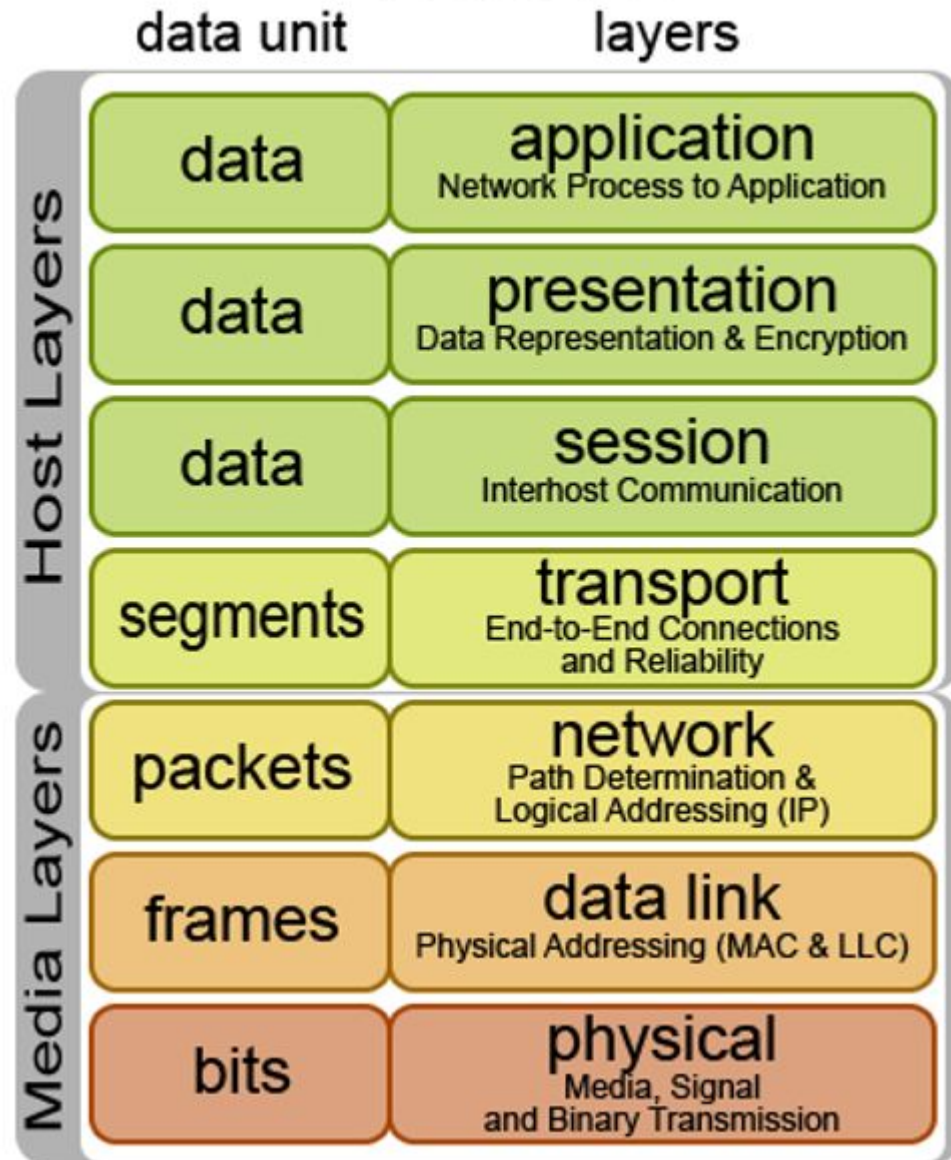 data unit layers
Host Layers
data
application
Network Process to Application
data
presentation
Data Representation & Encryption
data
session
Interhost Communication
segments
transport
End-to-End Connections
and Reliability
Media Layers
packets
network
Path Determination &
Logical Addressing (IP)
frames
data link
Physical Addressing (MAC & LLC)
bits
physical
Media, Signal
and Binary Transmission